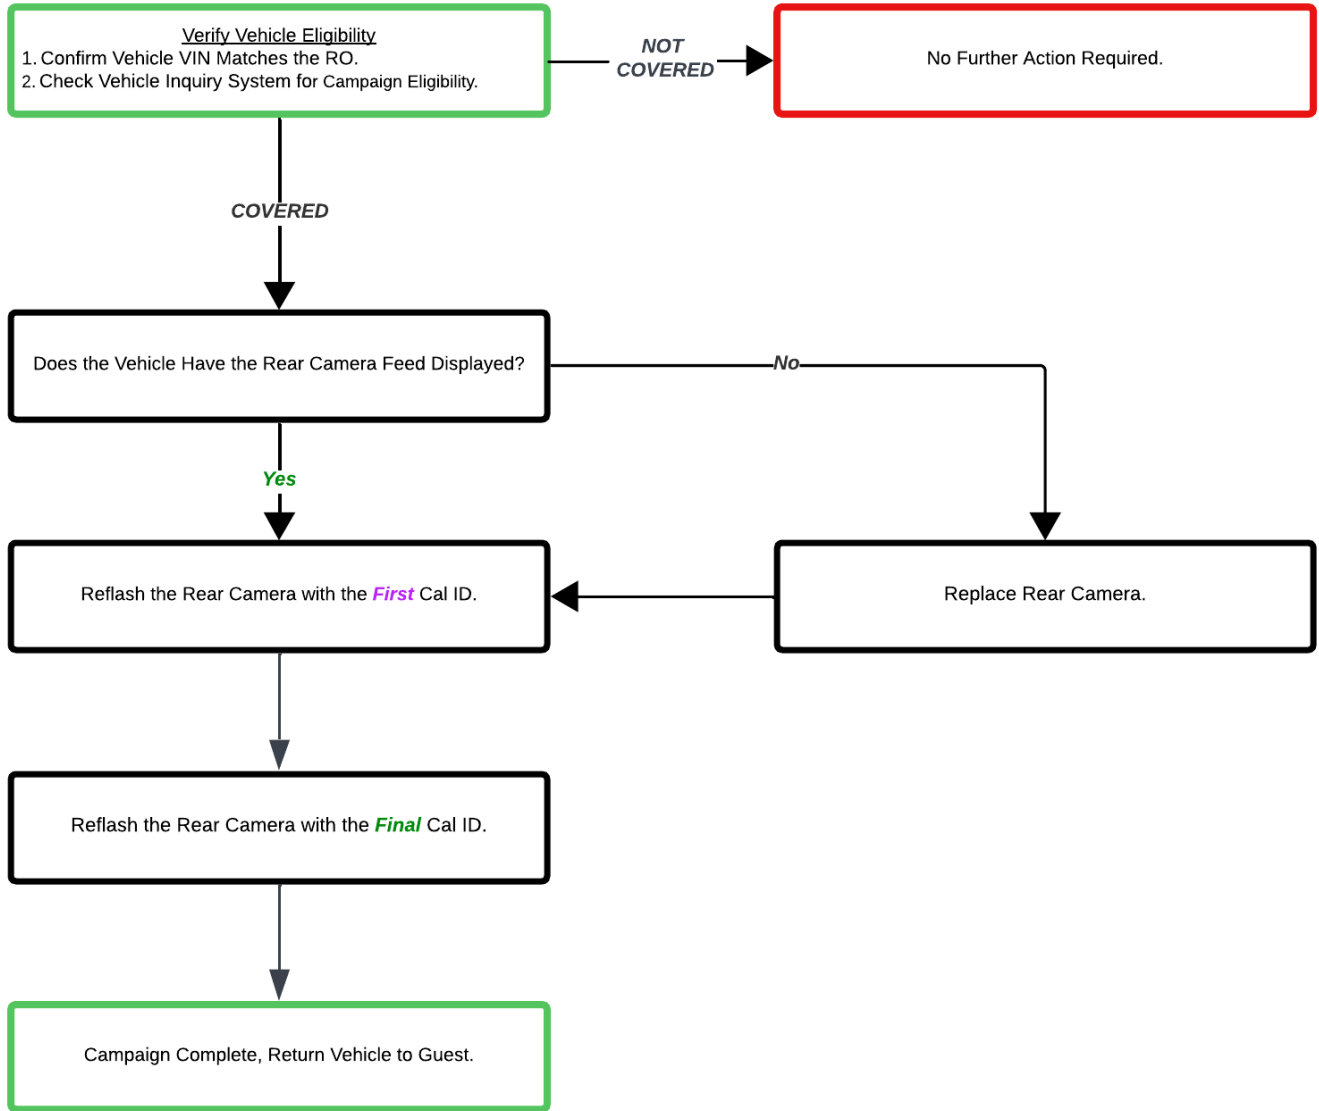 Verify Vehicle Eligibility
1. Confirm Vehicle VIN Matches the RO.
2. Check Vehicle Inquiry System for Campaign Eligibility.
NOT
COVERED
No Further Action Required.
COVERED
Does the Vehicle Have the Rear Camera Feed Displayed?
No
Yes
Reflash the Rear Camera with the First Cal ID.
Replace Rear Camera.
Reflash the Rear Camera with the Final Cal ID.
Campaign Complete, Return Vehicle to Guest.